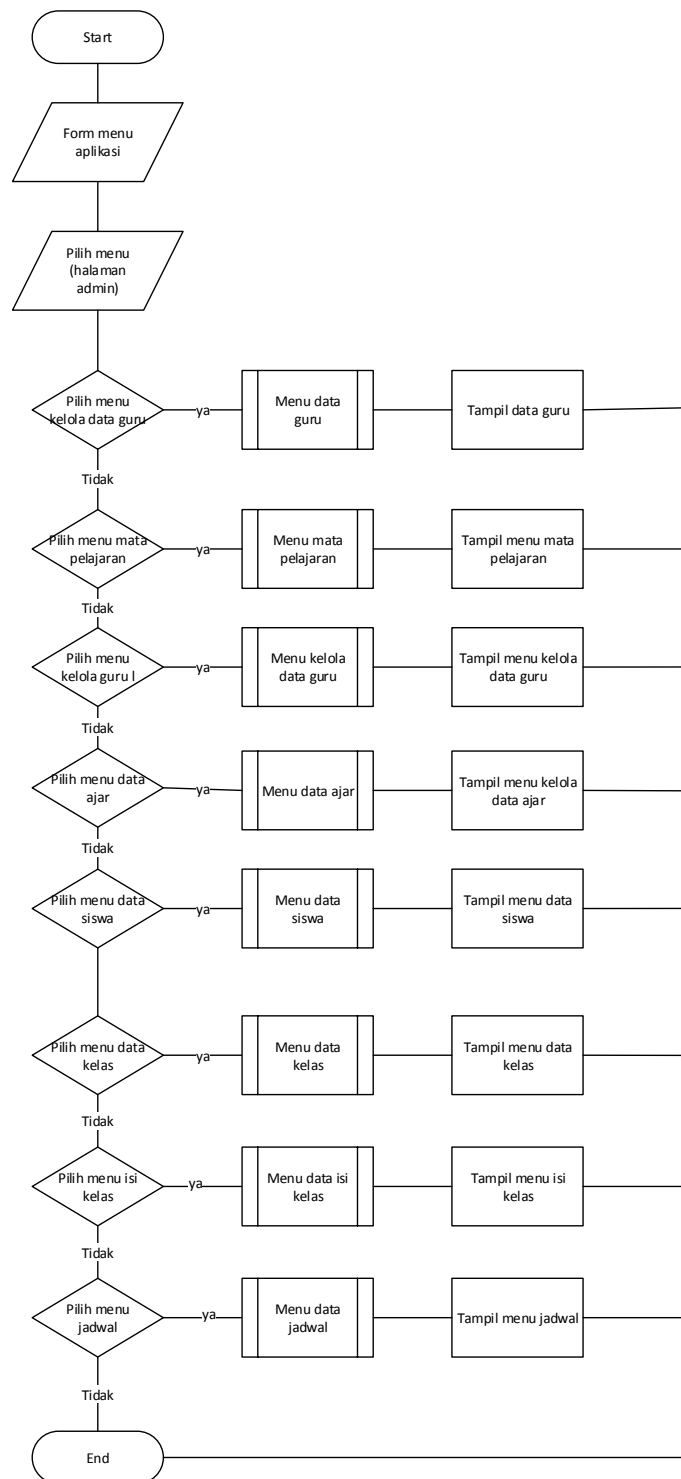 Start
Form menu
aplikasi
Pilih menu
(halaman
admin)
Pilih menu
kelola data guru
ya
Menu data
guru
Tampil data guru
Tidak
Pilih menu mata
pelajaran
ya
Menu mata
pelajaran
Tampil menu mata
pelajaran
Tidak
Pilih menu
kelola guru l
ya
Menu kelola
data guru
Tampil menu kelola
data guru
Tidak
Pilih menu data
ajar
ya
Menu data ajar
Tampil menu kelola
data ajar
Tidak
Pilih menu data
siswa
ya
Menu data
siswa
Tampil menu data
siswa
Pilih menu data
kelas
ya
Menu data
kelas
Tampil menu data
kelas
Tidak
Pilih menu isi
kelas
ya
Menu data isi
kelas
Tampil menu isi
kelas
Tidak
Pilih menu
jadwal
ya
Menu data
jadwal
Tampil menu jadwal
Tidak
End